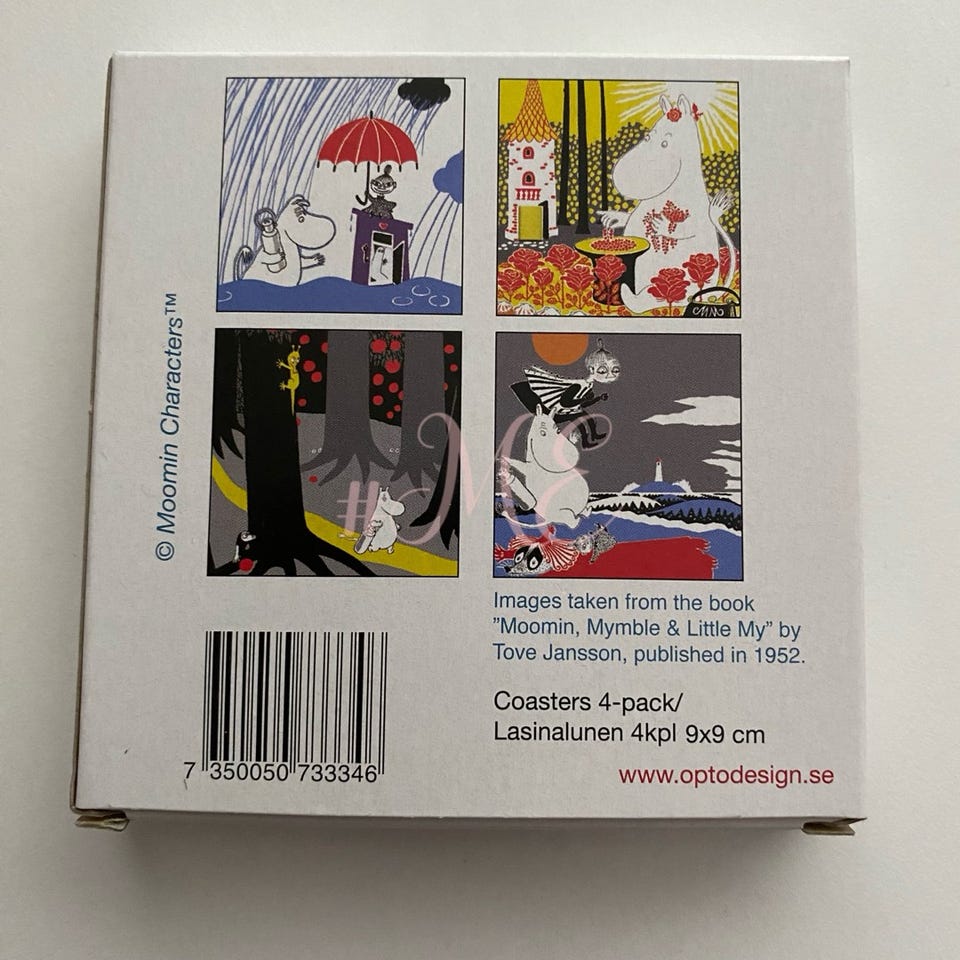 © Moomin Characters™
#ME
Images taken from the book
”Moomin, Mymble & Little My” by
Tove Jansson, published in 1952.
Coasters 4-pack/
Lasinalunen 4kpl 9x9 cm
7 350050 733346
www.optodesign.se